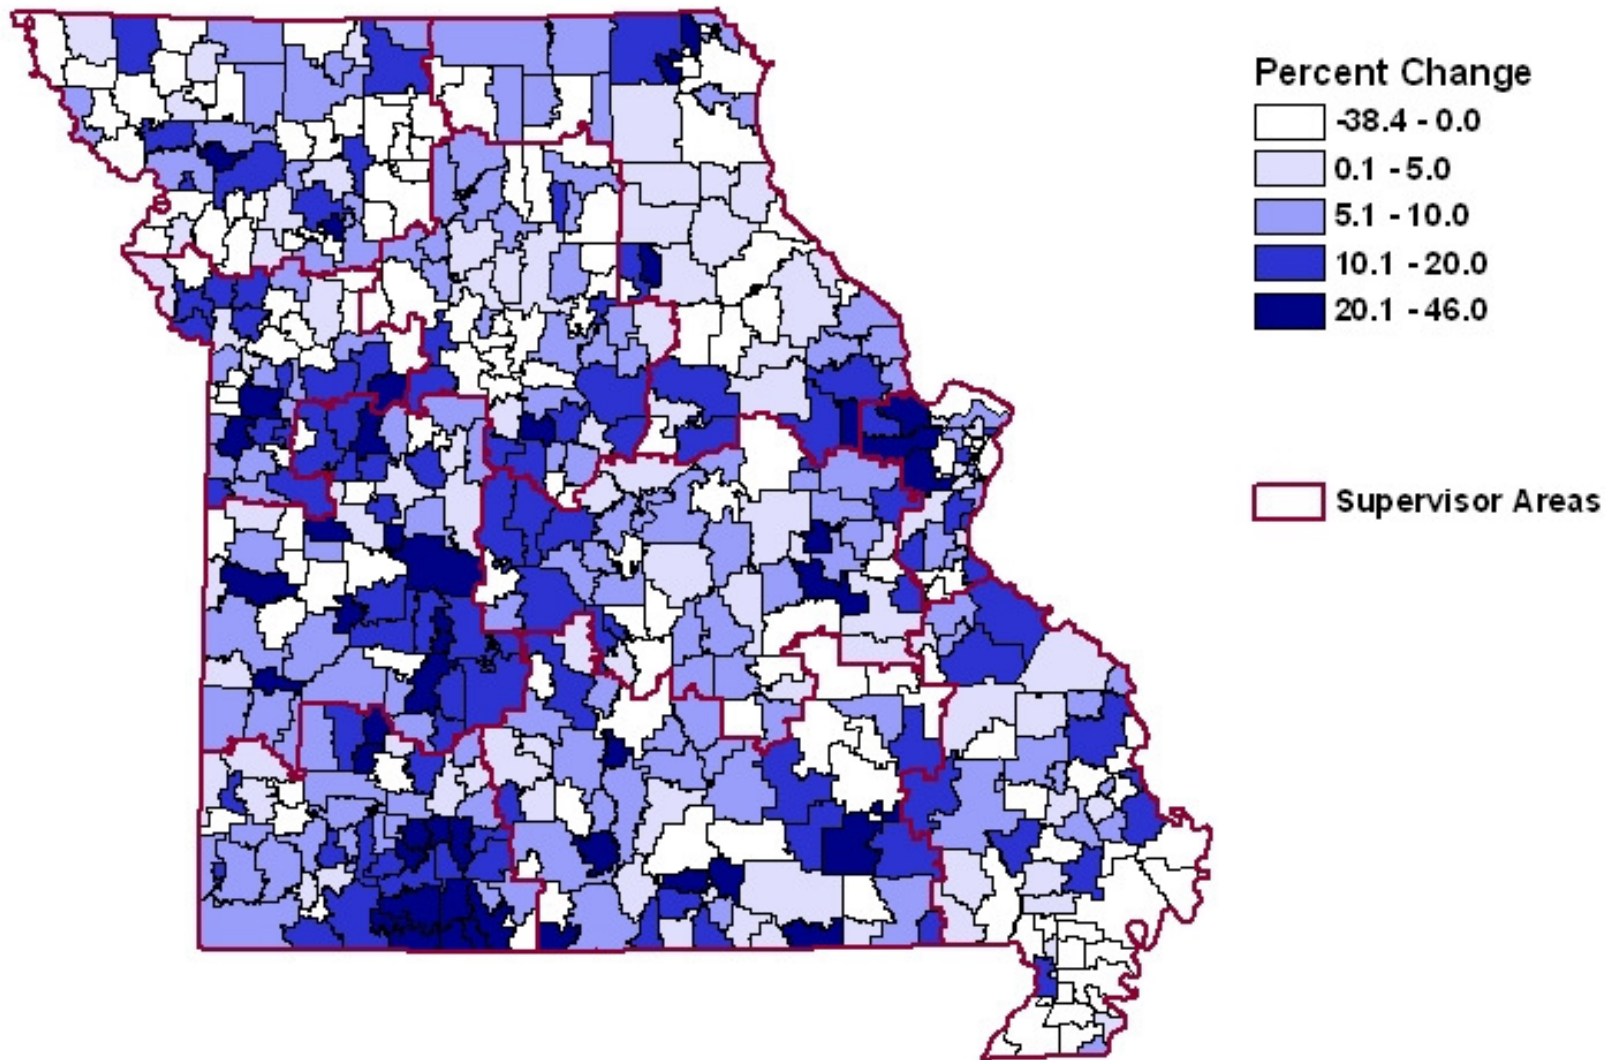 Percent Change
-38.4 - 0.0
0.1 - 5.0
5.1 - 10.0
10.1 - 20.0
20.1 - 46.0
Supervisor Areas